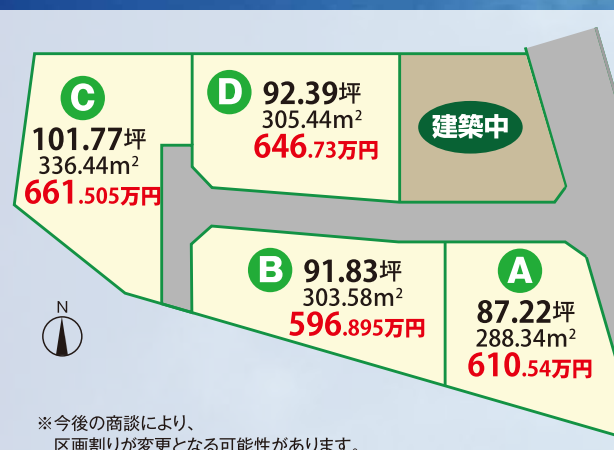 C
101.77坪
336.44m²
661.505万円
D
92.39坪
305.44m²
646.73万円
建築中
B
91.83坪
303.58m²
596.895万円
A
87.22坪
288.34m²
610.54万円
N
※今後の商談により、
区画割りが変更となる可能性があります。